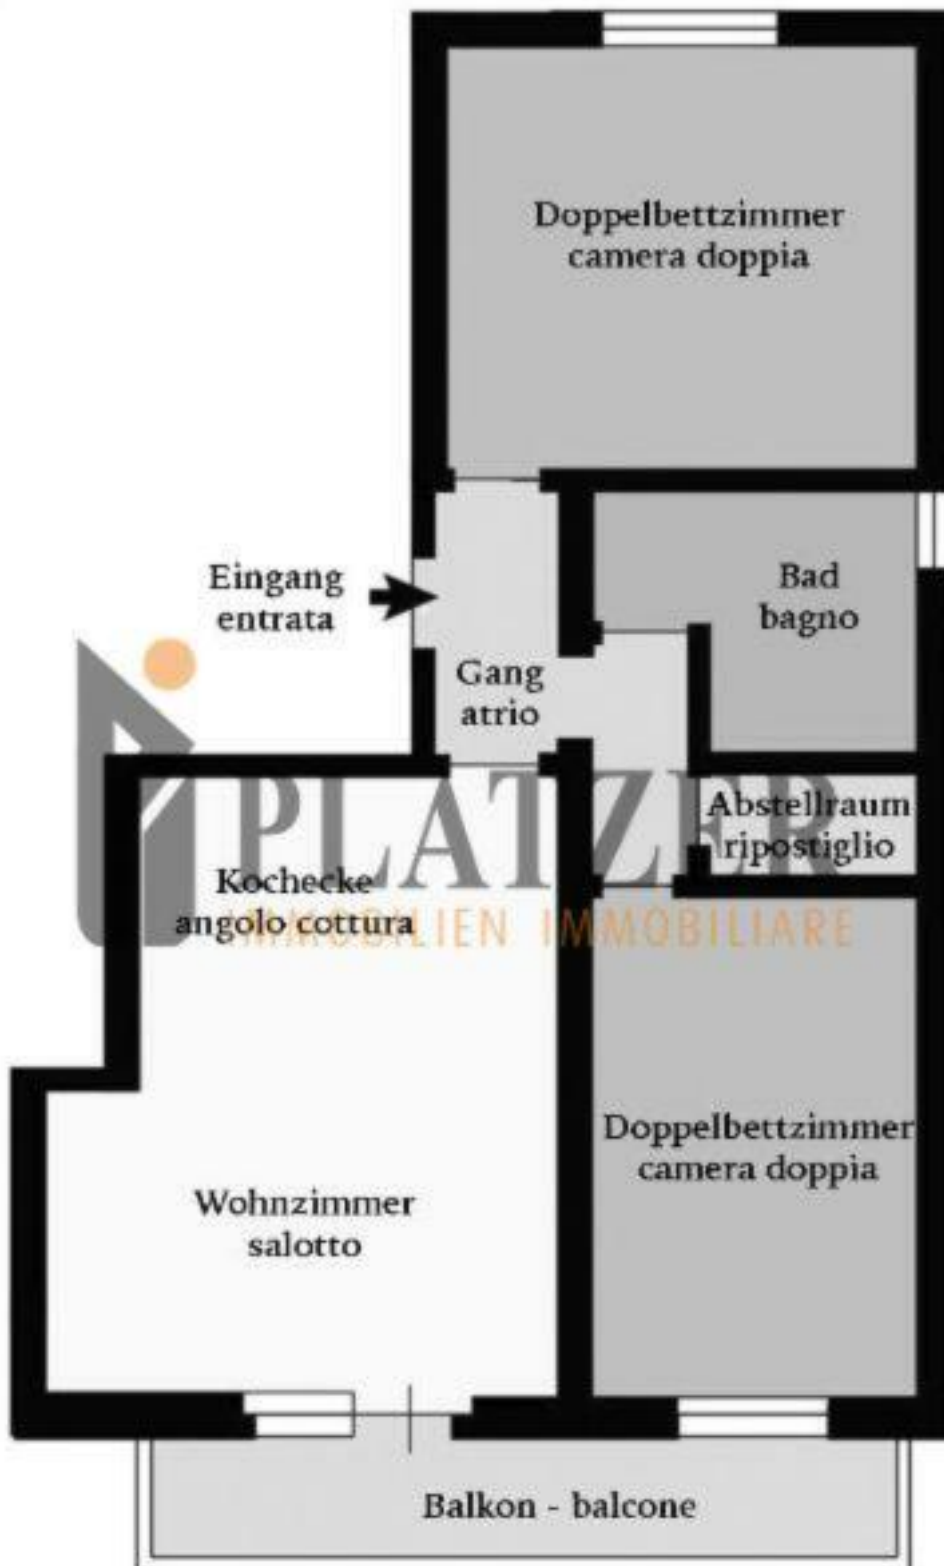 Doppelbettzimmer
camera doppia
Eingang
entrata
Bad
bagno
Gang
atrio
PLATZER
IMMOBILIEN IMMOBILIARE
Abstellraum
ripostiglio
Kochecke
angolo cottura
Doppelbettzimmer
camera doppia
Wohnzimmer
salotto
Balkon - balcone